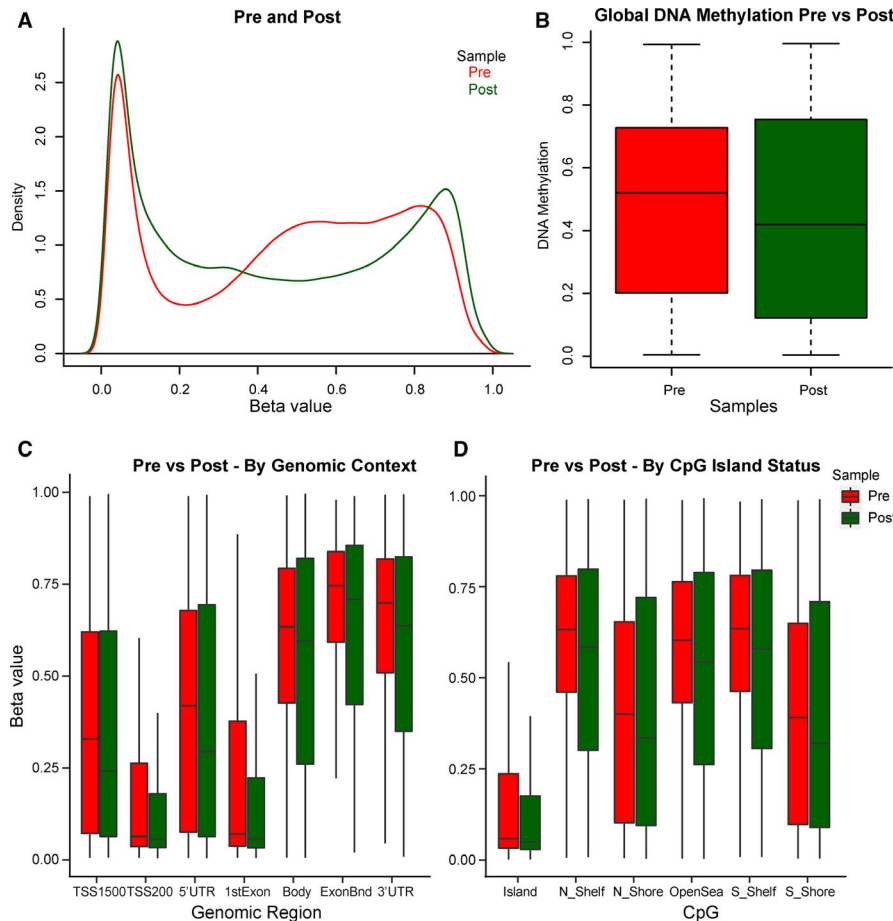 A
Pre and Post
Sample
Pre
Post
Density
2.5
2.0
1.5
1.0
0.5
0.0
0.0 0.2 0.4 0.6 0.8 1.0
Beta value
B
Global DNA Methylation Pre vs Post
DNA Methylation
1.0
0.8
0.6
0.4
0.2
0.0
Pre Post
Samples
C
Pre vs Post - By Genomic Context
Beta value
1.00
0.75
0.50
0.25
0.00
TSS1500 TSS200 5'UTR 1stExon Body ExonBnd 3'UTR
Genomic Region
D
Pre vs Post - By CpG Island Status
Sample
Pre
Post
1.00
0.75
0.50
0.25
0.00
Island N_Shelf N_Shore OpenSea S_Shelf S_Shore
CpG